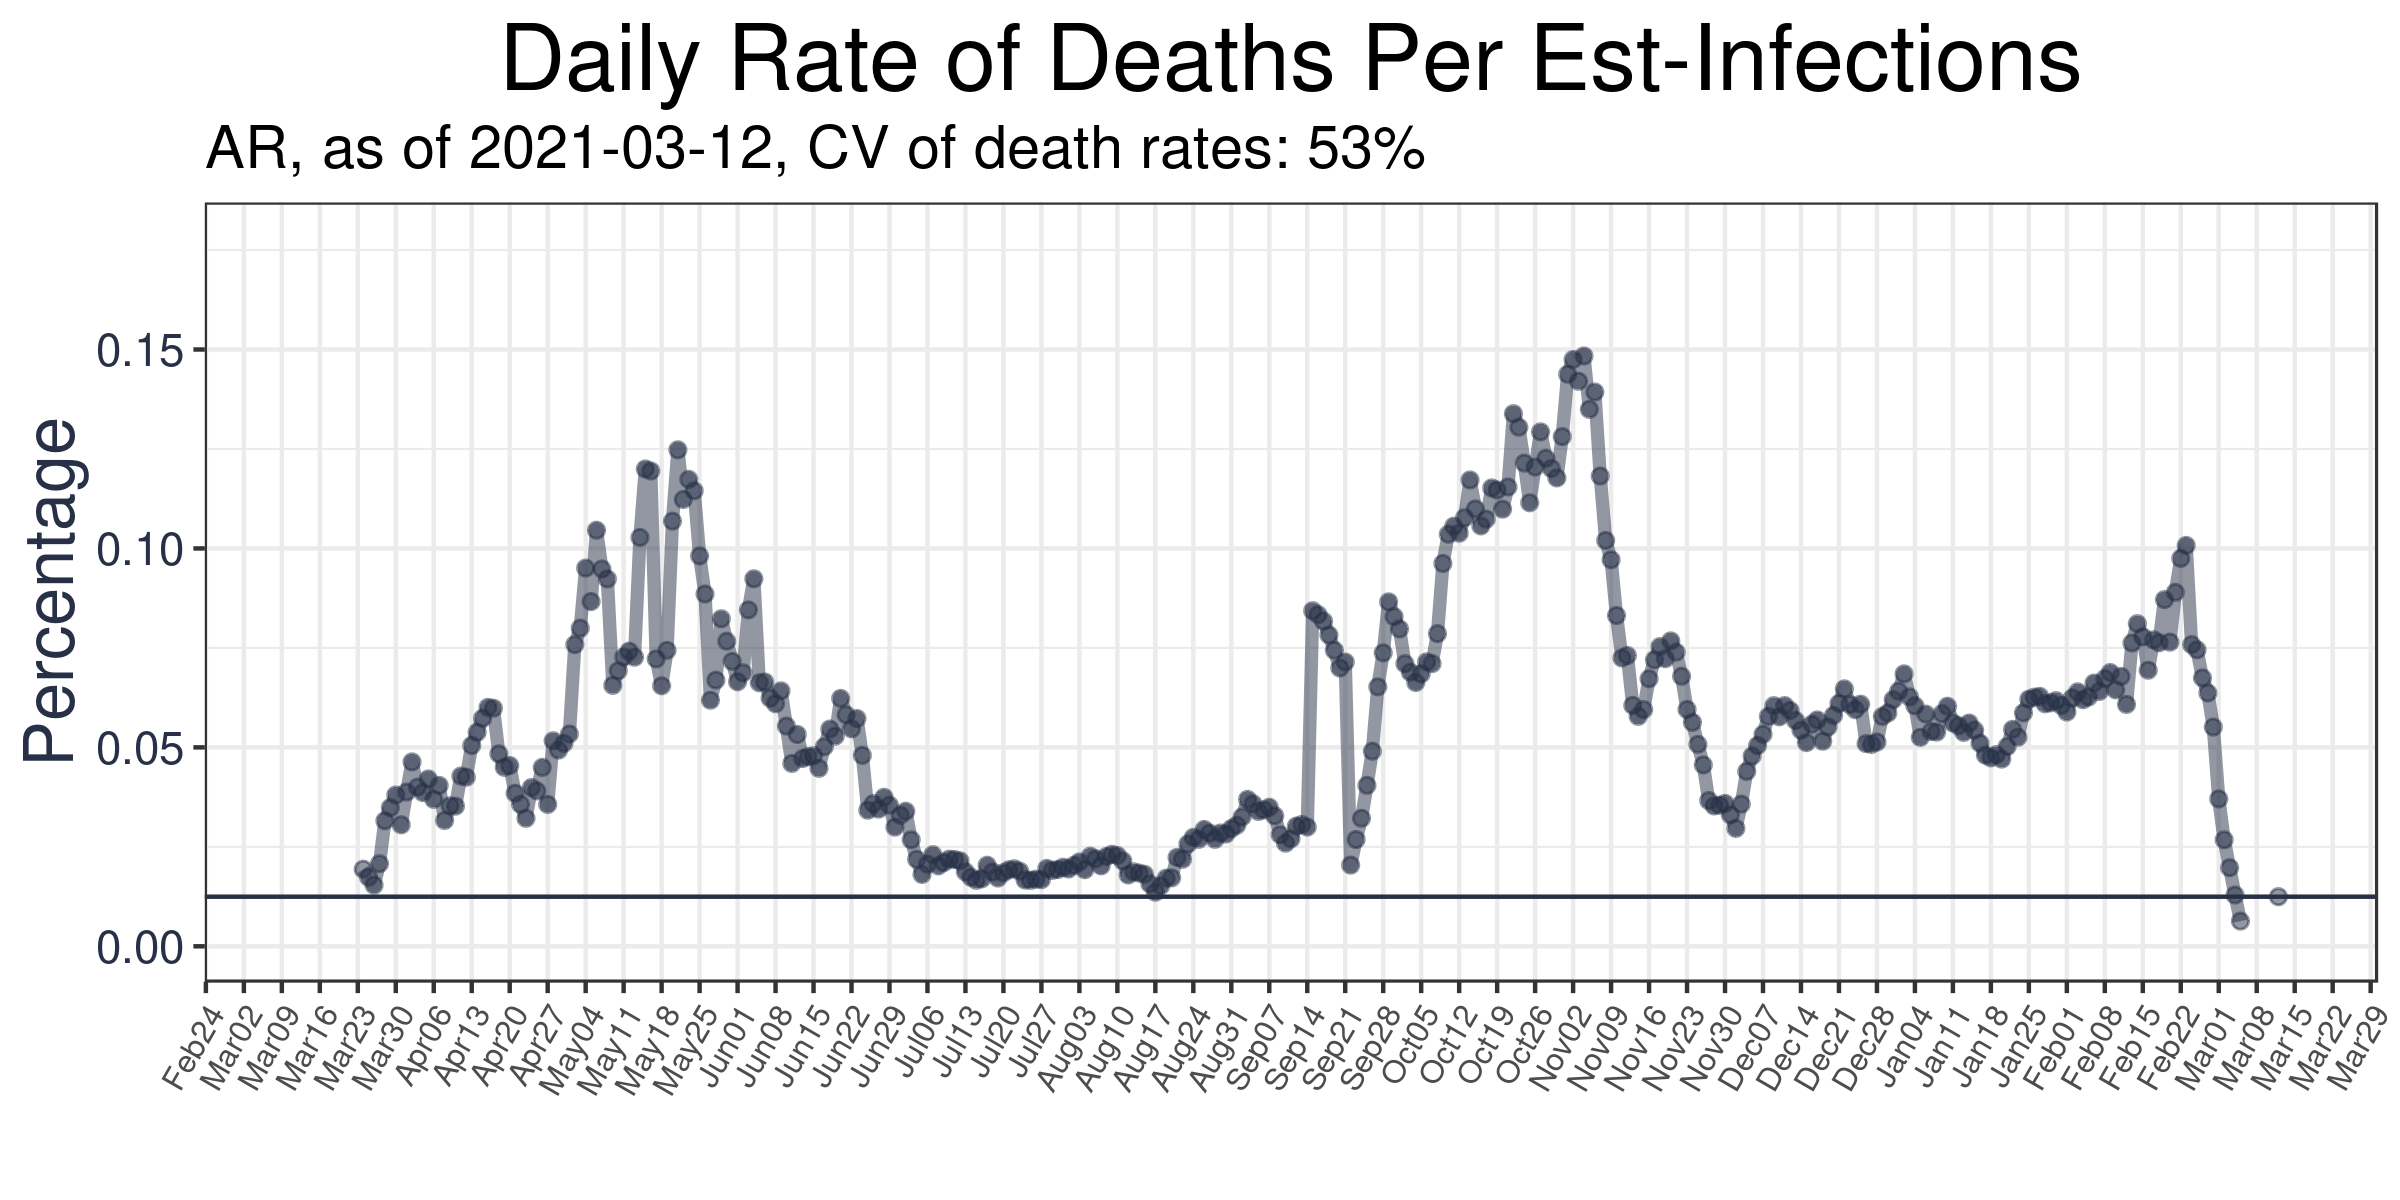 Daily Rate of Deaths Per Est-Infections
AR, as of 2021-03-12, CV of death rates: 53%
Percentage
0.15
0.10
0.05
0.00
Feb24
Mar02
Mar09
Mar16
Mar23
Mar30
Apr06
Apr13
Apr20
Apr27
May04
May11
May18
May25
Jun01
Jun08
Jun15
Jun22
Jun29
Jul06
Jul13
Jul20
Jul27
Aug03
Aug10
Aug17
Aug24
Aug31
Sep07
Sep14
Sep21
Sep28
Oct05
Oct12
Oct19
Oct26
Nov02
Nov09
Nov16
Nov23
Nov30
Dec07
Dec14
Dec21
Dec28
Jan04
Jan11
Jan18
Jan25
Feb01
Feb08
Feb15
Feb22
Mar01
Mar08
Mar15
Mar22
Mar29